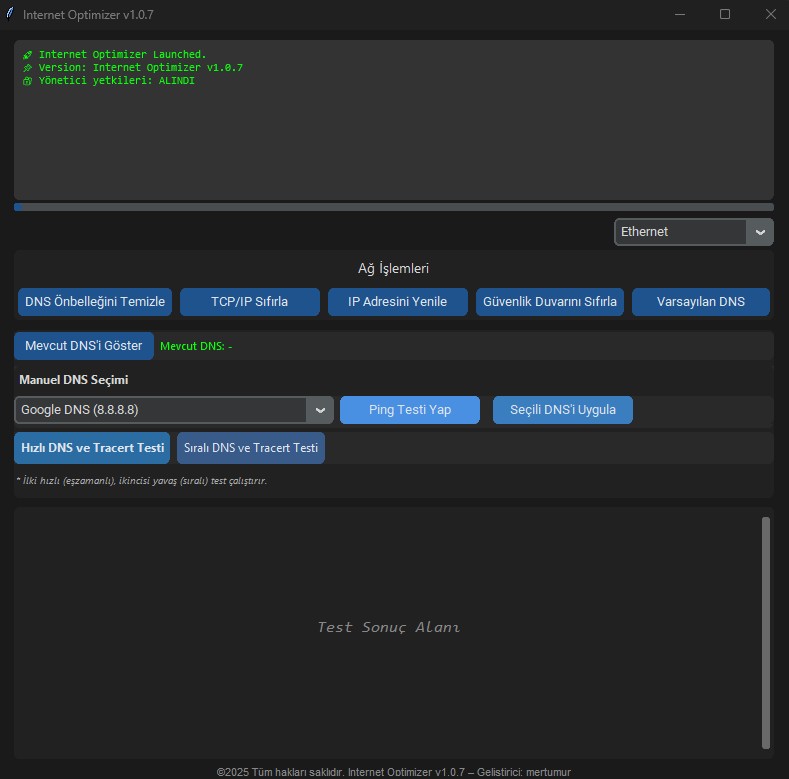 Internet Optimizer v1.0.7
Internet Optimizer Launched.
Version: Internet Optimizer v1.0.7
Yönetici yetkileri: ALINDI
Ethernet
Ağ İşlemleri
DNS Önbelleğini Temizle
TCP/IP Sıfırla
IP Adresini Yenile
Güvenlik Duvarını Sıfırla
Varsayılan DNS
Mevcut DNS'i Göster
Mevcut DNS: -
Manuel DNS Seçimi
Google DNS (8.8.8.8)
Ping Testi Yap
Seçili DNS'i Uygula
Hızlı DNS ve Tracert Testi
Sıralı DNS ve Tracert Testi
* İlki hızlı (eşzamanlı), ikincisi yavaş (sıralı) test çalıştırır.
Test Sonuç Alanı
©2025 Tüm hakları saklıdır. Internet Optimizer v1.0.7 – Geliştirici: mertumur